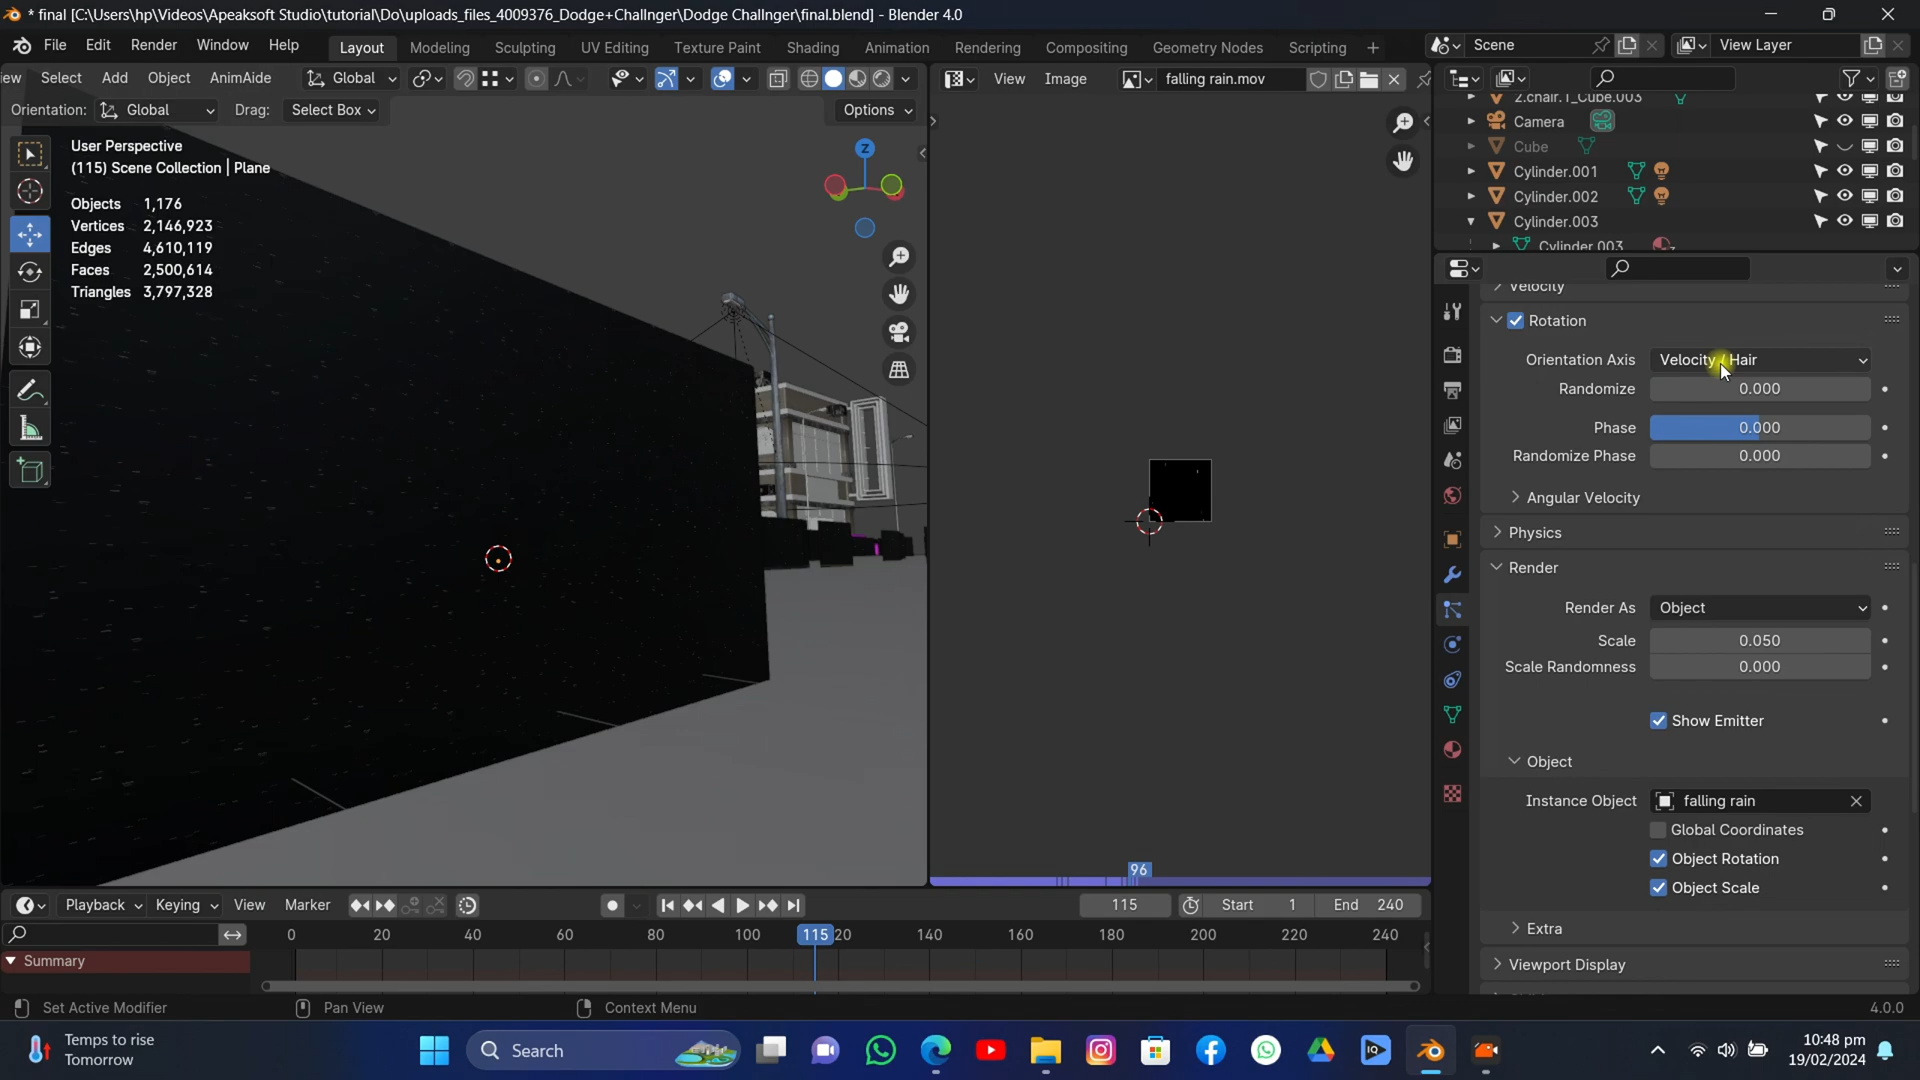 * final [C:\Users\hp\Videos\Apeaksoft Studio\tutorial\Do\uploads_files_4009376_Dodge+Challnger\Dodge Challnger\final.blend] - Blender 4.0
File Edit Render Window Help Layout Modeling Sculpting UV Editing Texture Paint Shading Animation Rendering Compositing Geometry Nodes Scripting + Scene View Layer
iew Select Add Object AnimAide Global View Image falling rain.mov
Orientation: Global Drag: Select Box Options
User Perspective
(115) Scene Collection | Plane
Objects 1,176
Vertices 2,146,923
Edges 4,610,119
Faces 2,500,614
Triangles 3,797,328
Z
2.chair.1_Cube.003
Camera
Cube
Cylinder.001
Cylinder.002
Cylinder.003
Cylinder.003
Velocity
Rotation
Orientation Axis Velocity / Hair
Randomize 0.000
Phase 0.000
Randomize Phase 0.000
Angular Velocity
Physics
Render
Render As Object
Scale 0.050
Scale Randomness 0.000
Show Emitter
Object
Instance Object falling rain
Global Coordinates
Object Rotation
Object Scale
Extra
Viewport Display
96
Playback Keying View Marker 115 Start 1 End 240
0 20 40 60 80 100 115 20 140 160 180 200 220 240
Summary
Set Active Modifier Pan View Context Menu 4.0.0
Temps to rise
Tomorrow
Search
10:48 pm
19/02/2024